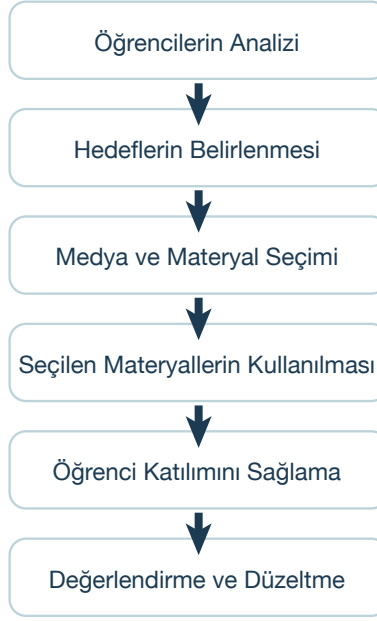 Öğrencilerin Analizi
Hedeflerin Belirlenmesi
Medya ve Materyal Seçimi
Seçilen Materyallerin Kullanılması
Öğrenci Katılımını Sağlama
Değerlendirme ve Düzeltme